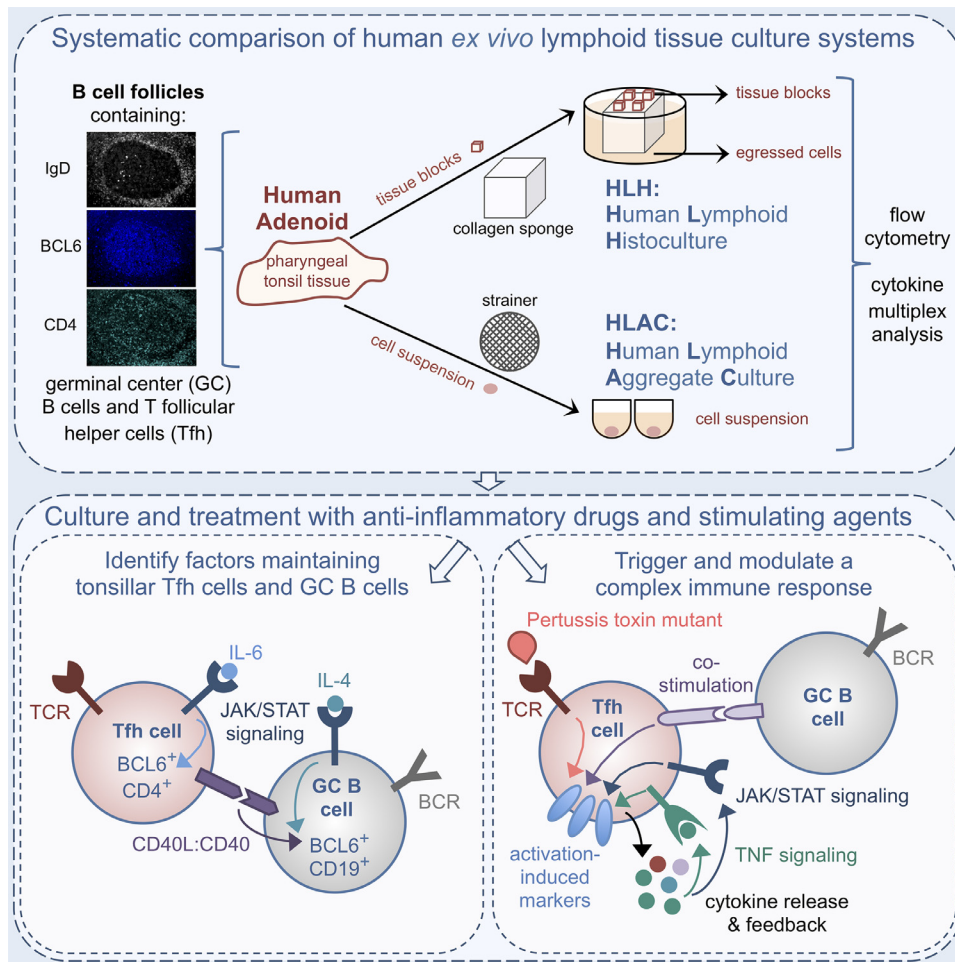 Systematic comparison of human ex vivo lymphoid tissue culture systems
B cell follicles
containing:
IgD
BCL6
CD4
germinal center (GC)
B cells and T follicular
helper cells (Tfh)
Human
Adenoid
pharyngeal
tonsil tissue
tissue blocks
collagen sponge
tissue blocks
egressed cells
HLH:
Human Lymphoid
Histoculture
strainer
cell suspension
HLAC:
Human Lymphoid
Aggregate Culture
cell suspension
flow
cytometry
cytokine
multiplex
analysis
Culture and treatment with anti-inflammatory drugs and stimulating agents
Identify factors maintaining
tonsillar Tfh cells and GC B cells
IL-6
TCR
Tfh cell
BCL6+
CD4+
JAK/STAT
signaling
IL-4
GC B
cell
BCL6+
CD19+
BCR
CD40L:CD40
Trigger and modulate a
complex immune response
Pertussis toxin mutant
TCR
Tfh
cell
co-
stimulation
GC B
cell
BCR
JAK/STAT signaling
TNF signaling
activation-
induced
markers
cytokine release
& feedback